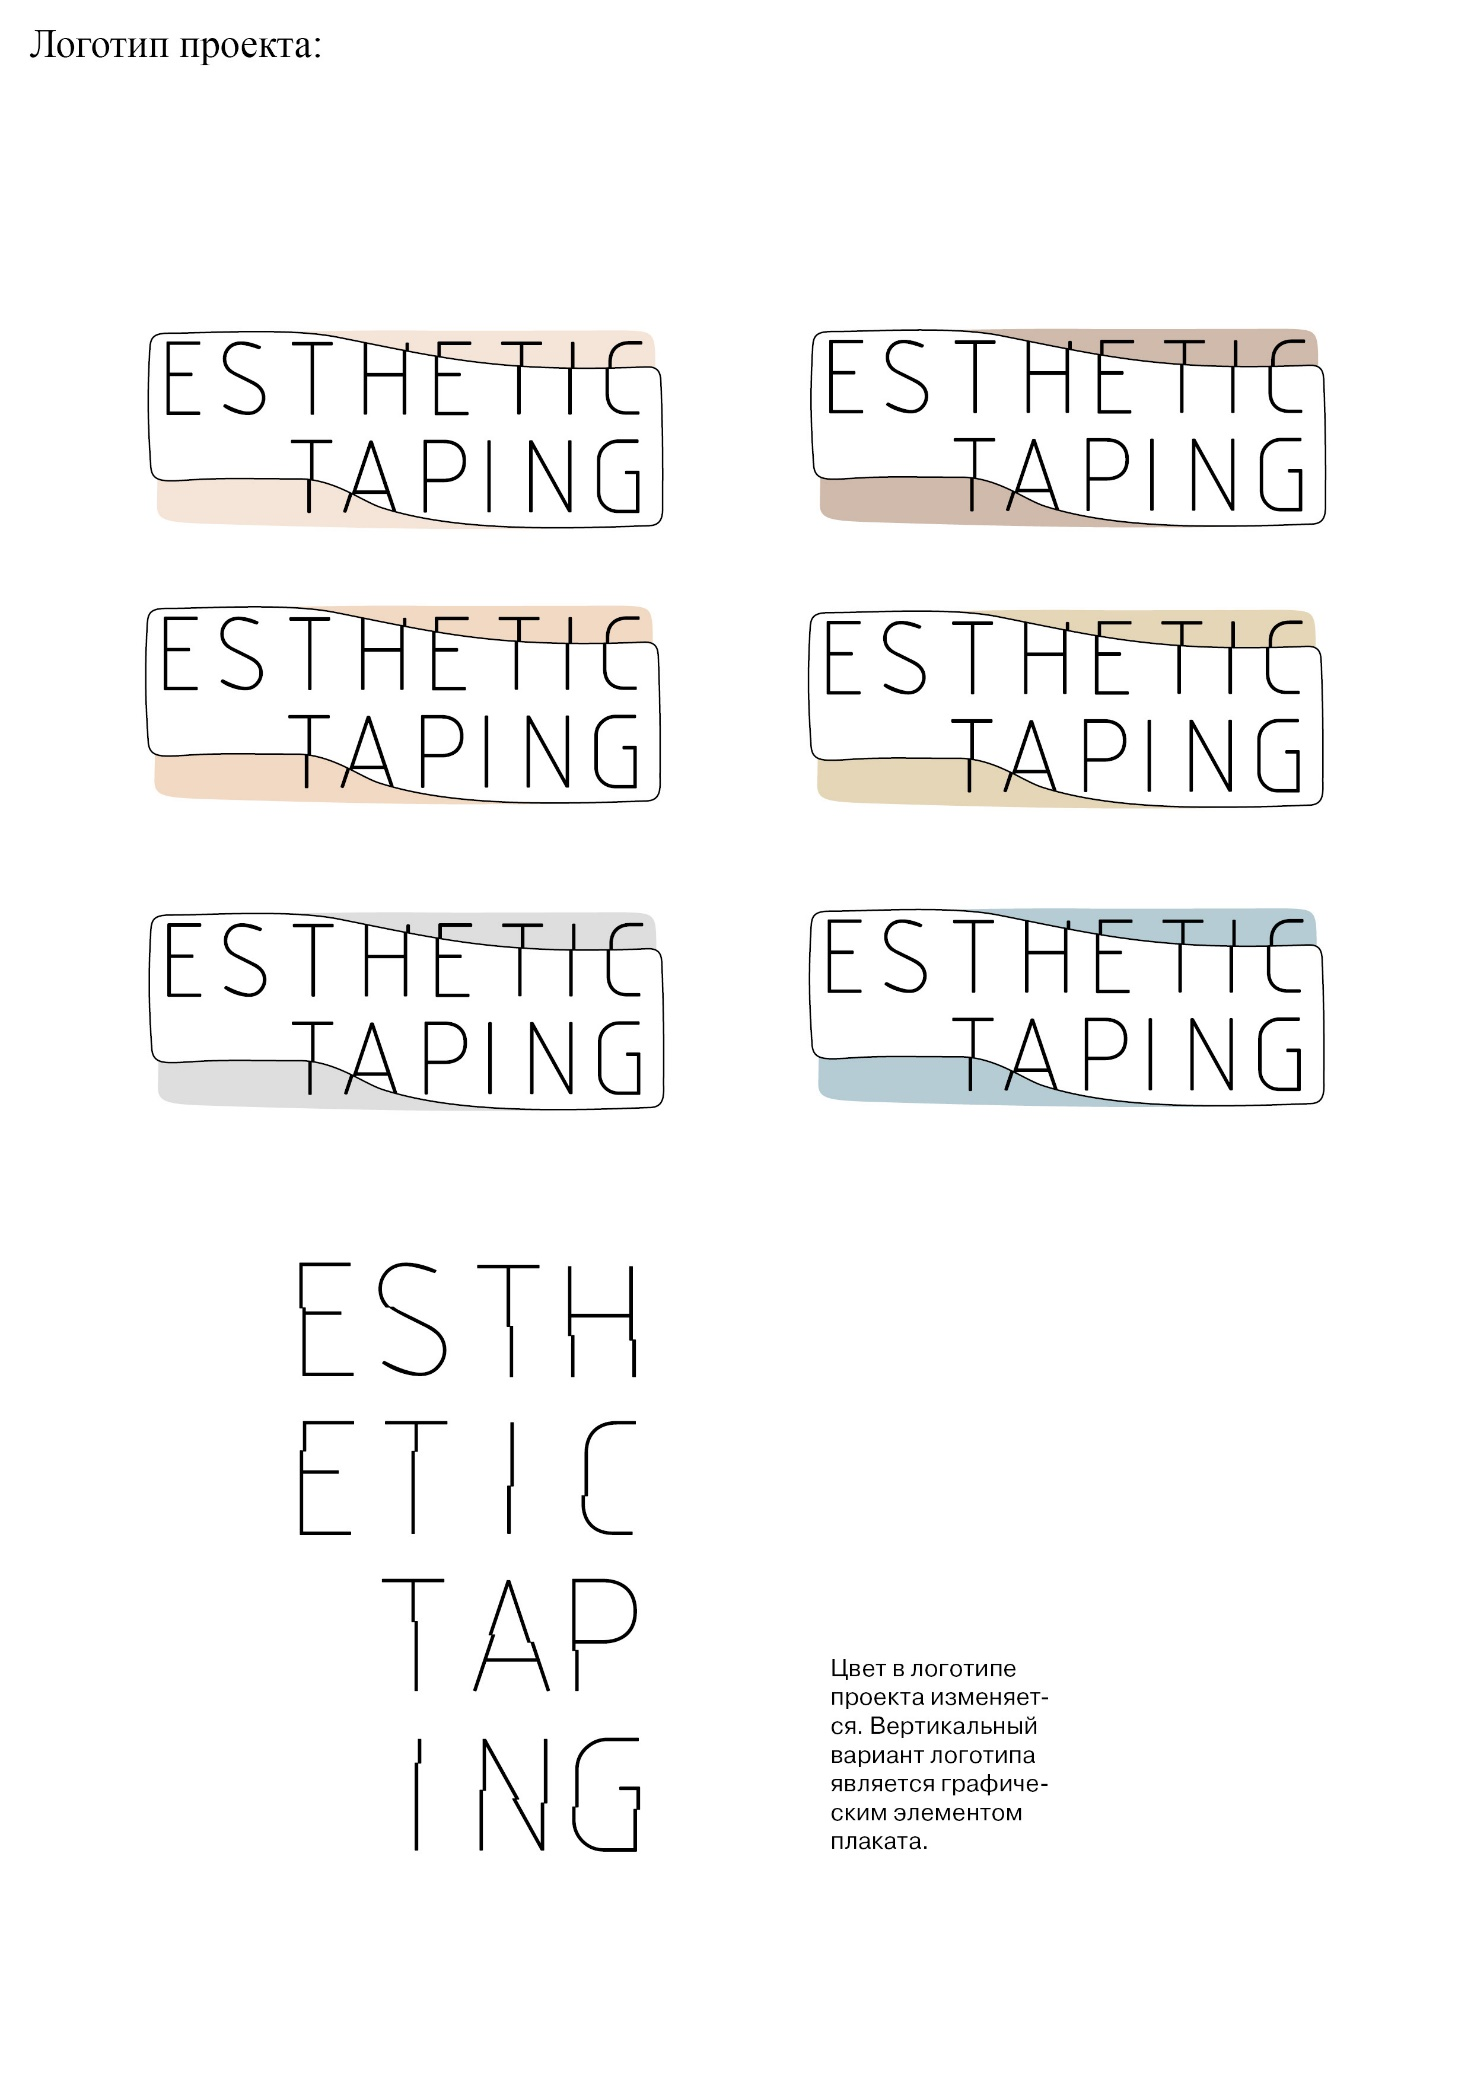 Логотип проекта:
ESTHETIC
TAPING
ESTHETIC
TAPING
ESTHETIC
TAPING
ESTHETIC
TAPING
ESTHETIC
TAPING
ESTHETIC
TAPING
ESTH
ETIC
TAP
ING
Цвет в логотипе
проекта изменяет-
ся. Вертикальный
вариант логотипа
является графиче-
ским элементом
плаката.